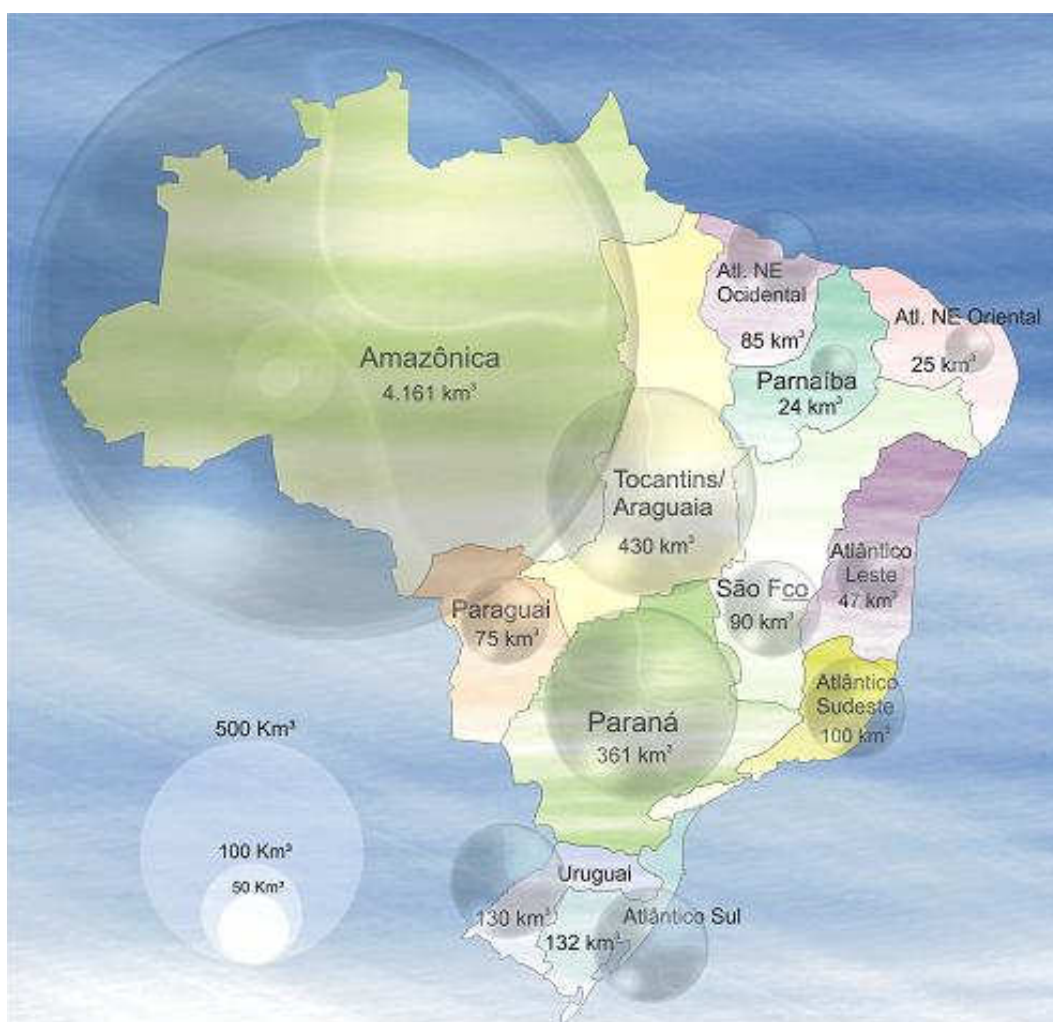 Atl. NE
Ocidental
85 km³
Atl. NE Oriental
25 km³
Amazônica
4.161 km³
Parnaíba
24 km³
Tocantins/
Araguaia
430 km³
Atlântico
Leste
47 km³
São Fco
90 km³
Paraguai
75 km³
Atlântico
Sudeste
100 km³
Paraná
361 km³
500 Km³
100 Km³
50 Km³
Uruguai
130 km³
Atlântico Sul
132 km³